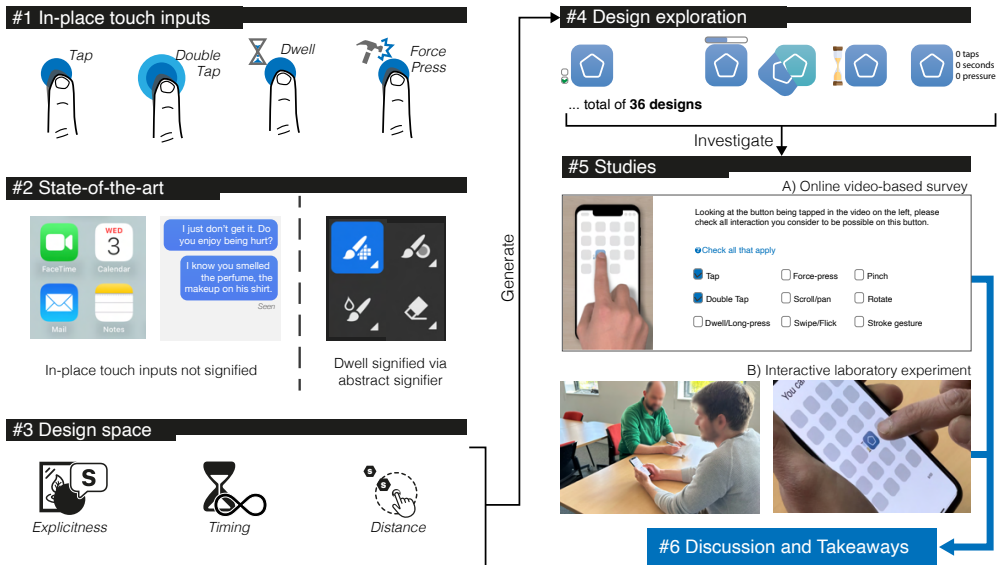 #1 In-place touch inputs
Tap
Double
Tap
Dwell
Force
Press
#2 State-of-the-art
FaceTime
WED
3
Calendar
Mail
Notes
I just don't get it. Do
you enjoy being hurt?
I know you smelled
the perfume, the
makeup on his shirt.
Seen
In-place touch inputs not signified
Dwell signified via
abstract signifier
#3 Design space
S
Explicitness
Timing
S
S
Distance
Generate
#4 Design exploration
0 taps
0 seconds
0 pressure
... total of 36 designs
Investigate
#5 Studies
A) Online video-based survey
Looking at the button being tapped in the video on the left, please
check all interaction you consider to be possible on this button.
?Check all that apply
Tap
Force-press
Pinch
Double Tap
Scroll/pan
Rotate
Dwell/Long-press
Swipe/Flick
Stroke gesture
B) Interactive laboratory experiment
You ca
#6 Discussion and Takeaways